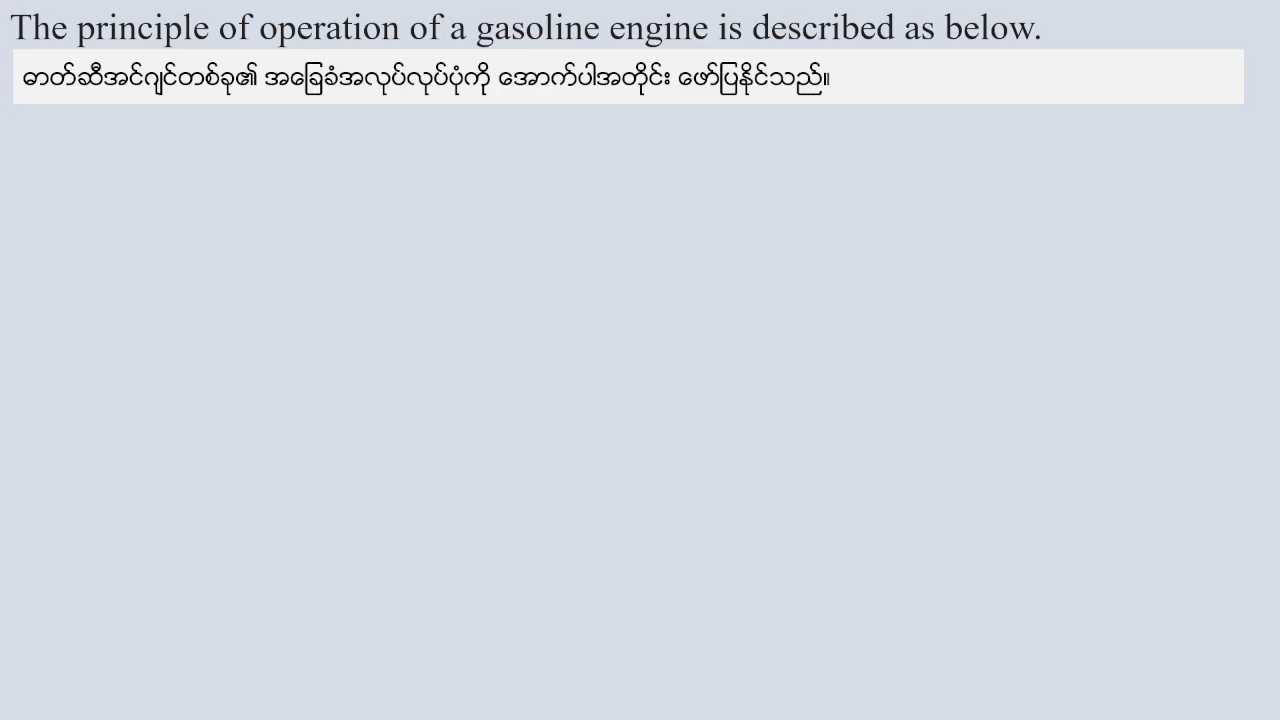 The principle of operation of a gasoline engine is described as below.
ဓာတ်ဆီအင်ဂျင်တစ်ခု၏ အခြေခံအလုပ်လုပ်ပုံကို အောက်ပါအတိုင်း ဖော်ပြနိုင်သည်။